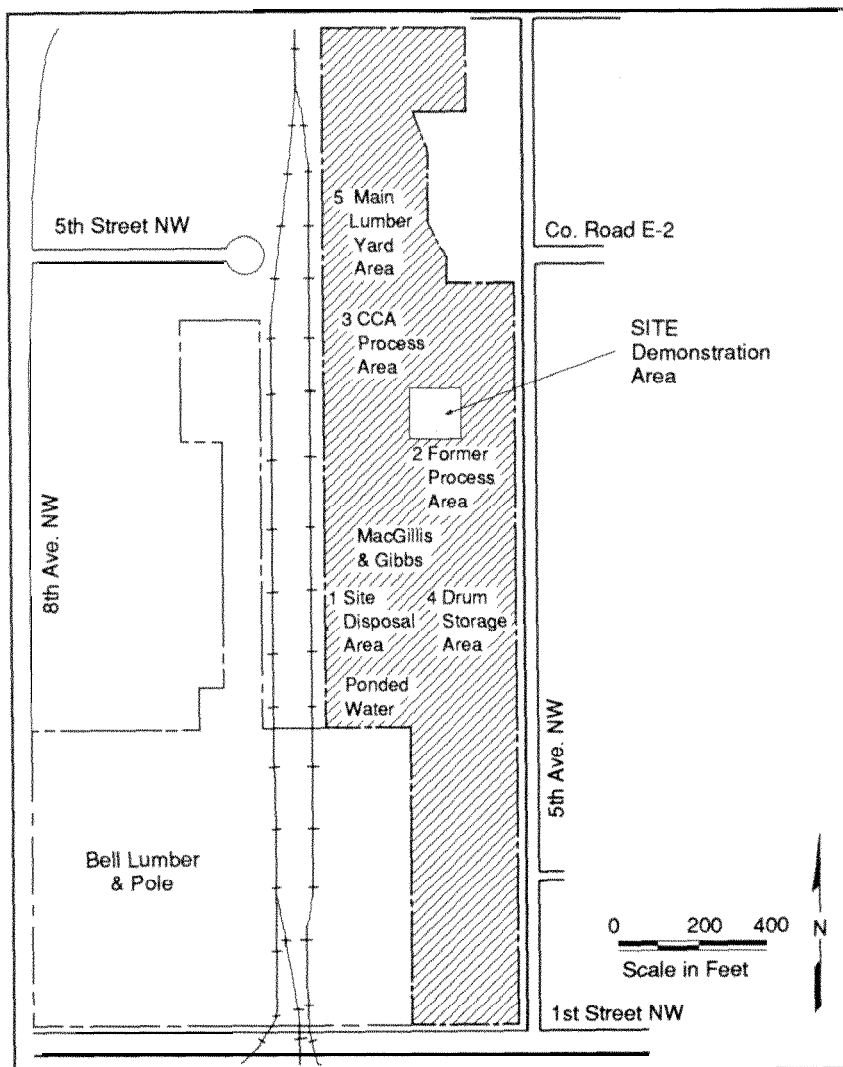 5 Main
Lumber
Yard
Area
5th Street NW
Co. Road E-2
3 CCA
Process
Area
SITE
Demonstration
Area
2 Former
Process
Area
MacGillis
& Gibbs
8th Ave. NW
1 Site
Disposal
Area
4 Drum
Storage
Area
Ponded
Water
5th Ave. NW
Bell Lumber
& Pole
0 200 400
N
Scale in Feet
1st Street NW